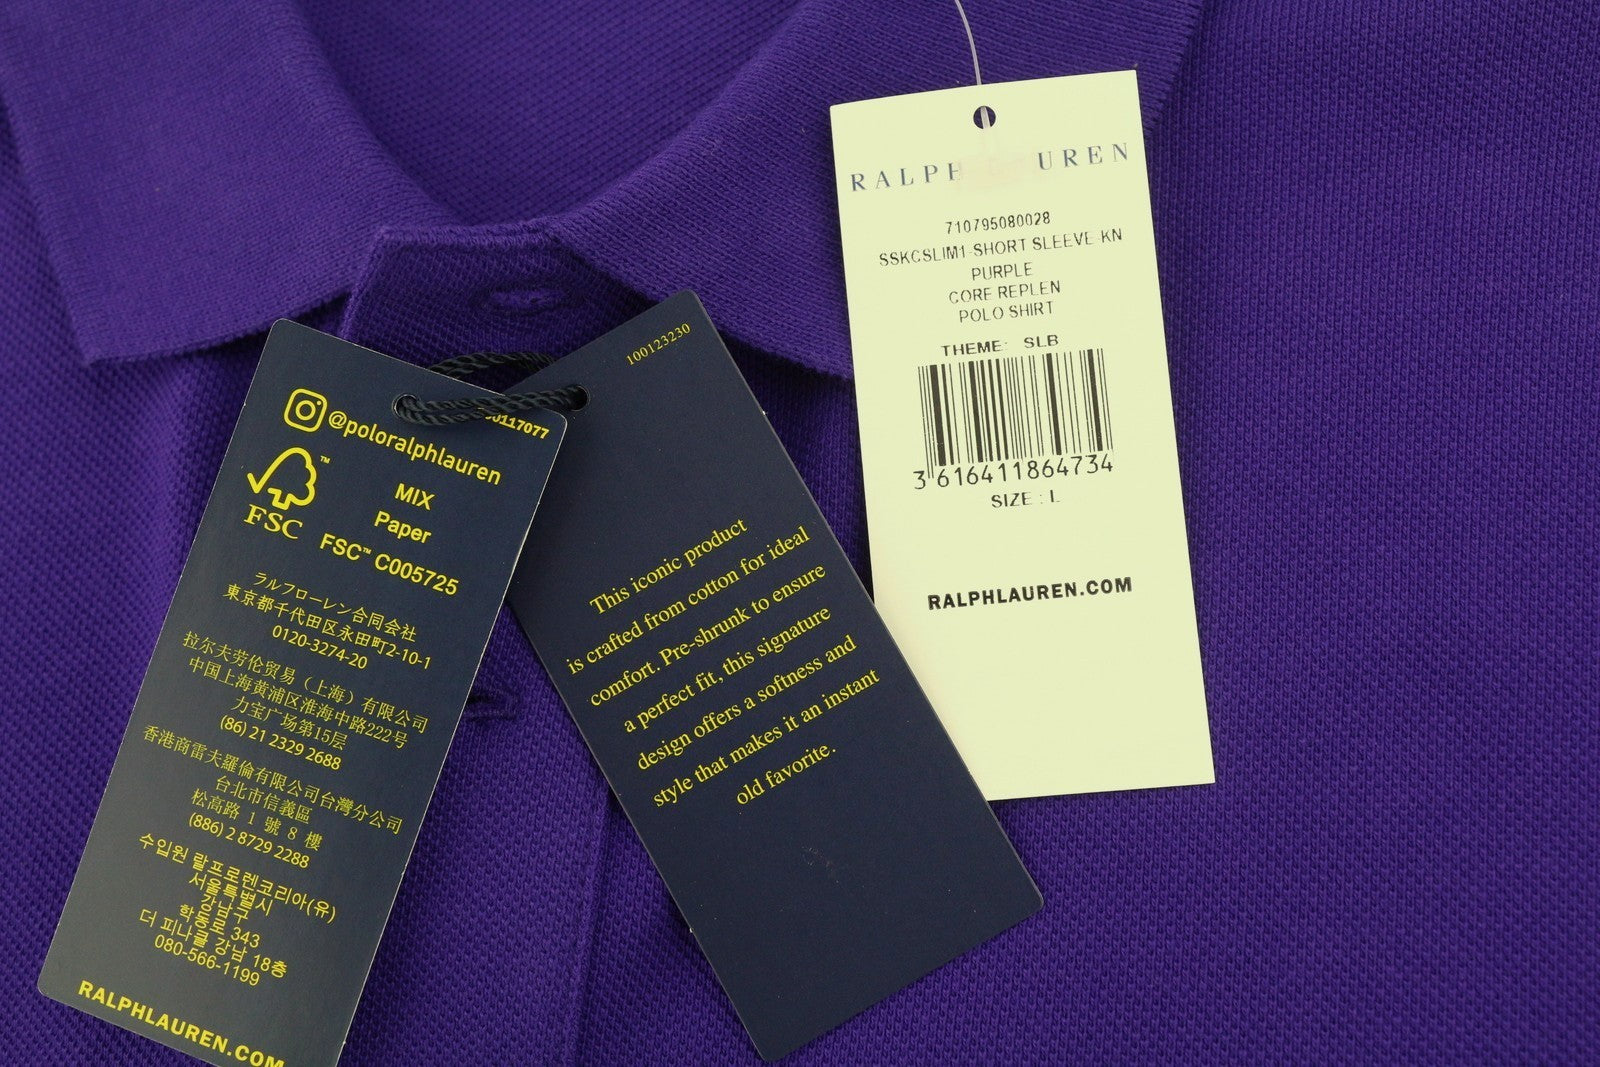 @poloralphlauren
MIX
Paper
FSC™ C005725
FSC
ラルフローレン合同会社
東京都千代田区永田町2-10-1
0120-3274-20
拉尔夫劳伦贸易（上海）有限公司
中国上海黄浦区淮海中路222号
力宝广场第15层
(86) 21 2329 2688
香港商雷夫羅倫有限公司台灣分公司
台北市信義區
松高路 1 號 8 樓
(886) 2 8729 2288
수입원 랄프로렌코리아(유)
서울특별시
강남구
학동로 343
더 피나클 강남 18층
080-566-1199
RALPHLAUREN.COM
100123230
This iconic product
is crafted from cotton for ideal
comfort. Pre-shrunk to ensure
a perfect fit, this signature
design offers a softness and
style that makes it an instant
old favorite.
RALPH UREN
710795080028
SSKCSLIM1-SHORT SLEEVE-KN
PURPLE
CORE REPLEN
POLO SHIRT
THEME: SLB
3 616411 864734
SIZE : L
RALPHLAUREN.COM